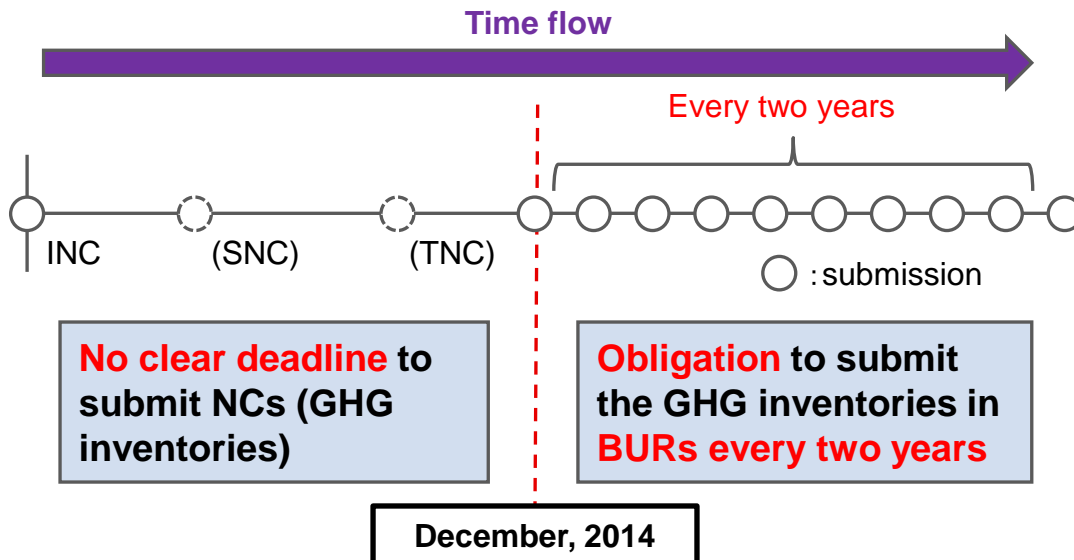 Time flow
Every two years
INC
(SNC)
(TNC)
: submission
No clear deadline to
submit NCs (GHG
inventories)
Obligation to submit
the GHG inventories in
BURs every two years
December, 2014